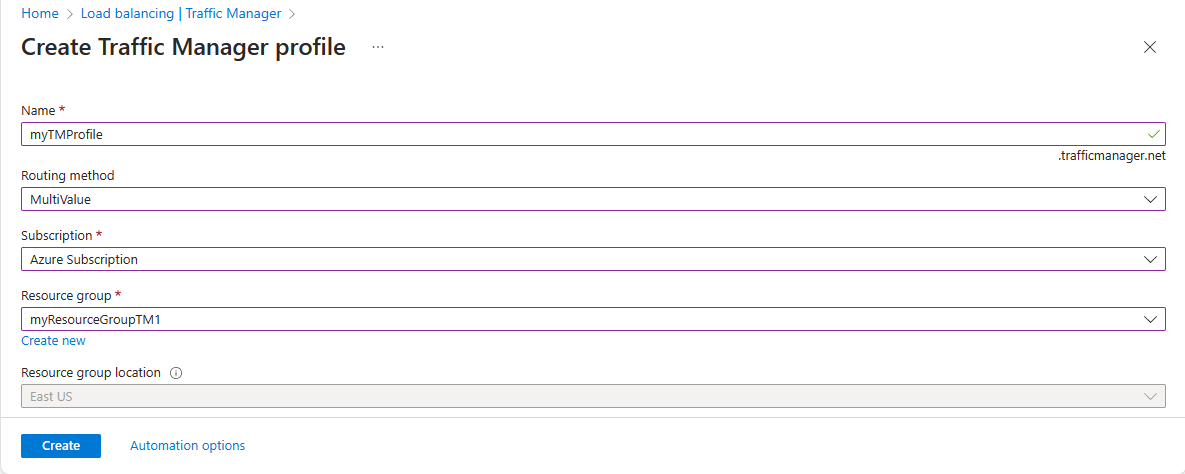 Home > Load balancing | Traffic Manager >
Create Traffic Manager profile ...
Name *
myTMProfile
.trafficmanager.net
Routing method
MultiValue
Subscription *
Azure Subscription
Resource group *
myResourceGroupTM1
Create new
Resource group location
East US
Create Automation options